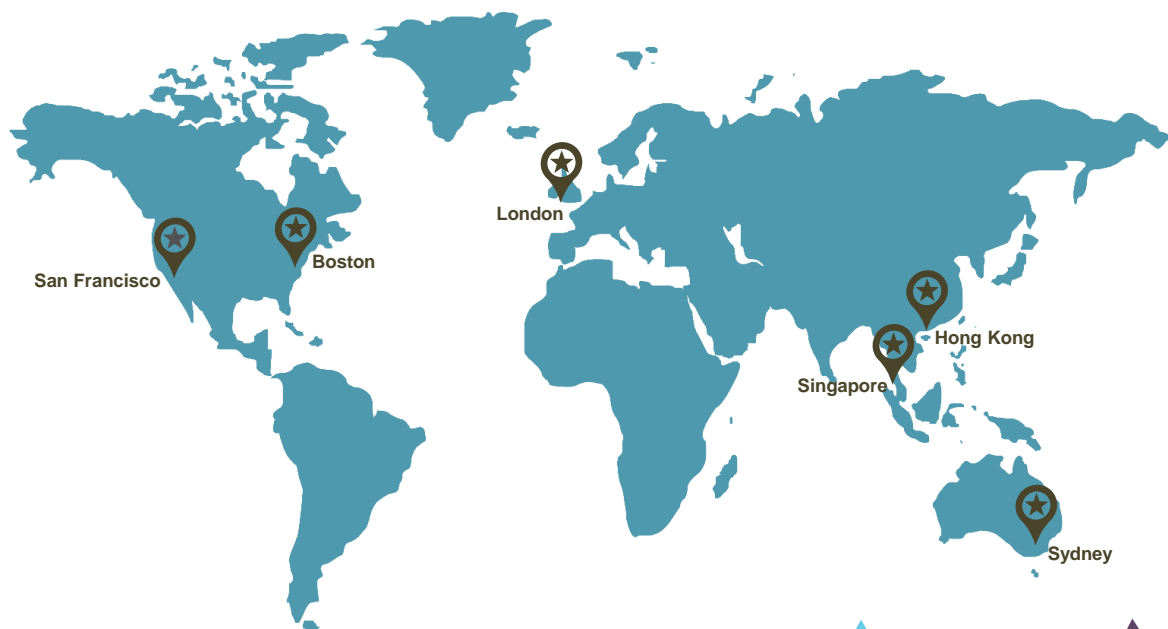 London
Boston
San Francisco
Hong Kong
Singapore
Sydney